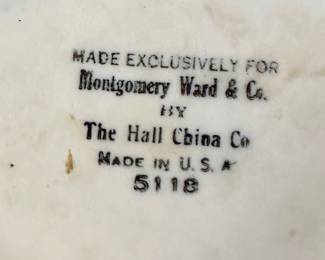 MADE EXCLUSIVELY FOR
Montgomery Ward & Co.
BY
The Hall China Co
MADE IN U. S. A
5118